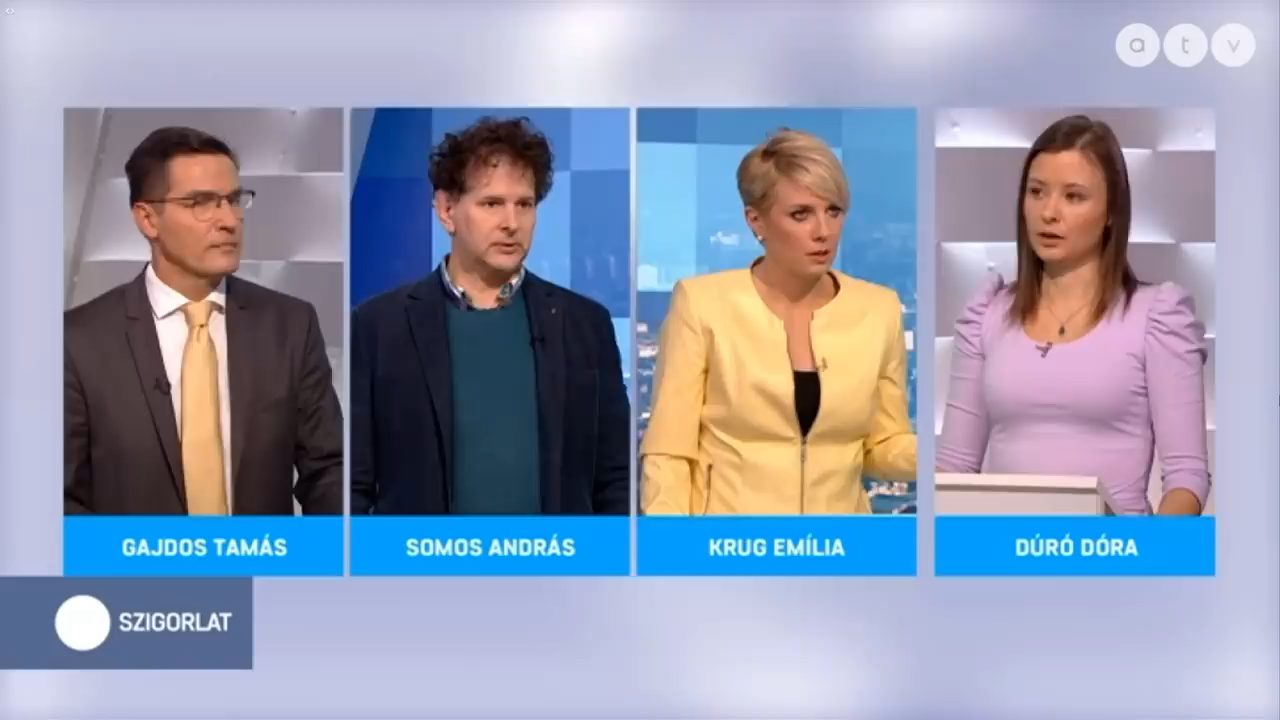 atv
GAJDOS TAMÁS
SOMOS ANDRÁS
KRUG EMÍLIA
DÚRÓ DÓRA
SZIGORLAT